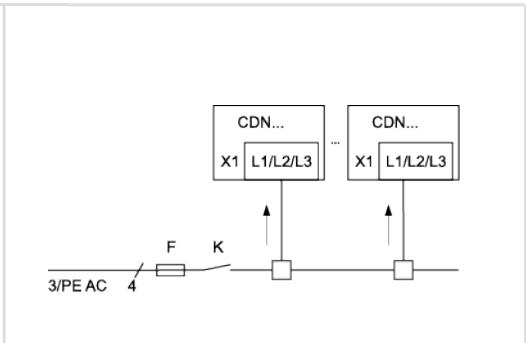 CDN... CDN...
X1 L1/L2/L3 ... X1 L1/L2/L3
F K
3/PE AC 4